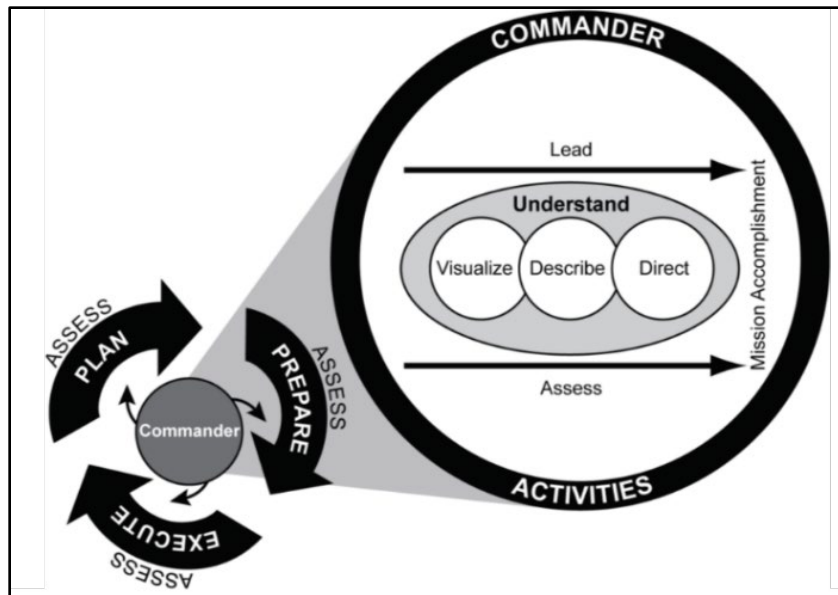 COMMANDER
Lead
Understand
Visualize
Describe
Direct
Mission Accomplishment
Assess
ACTIVITIES
ASSESS
PLAN
ASSESS
PREPARE
Commander
EXECUTE
ASSESS